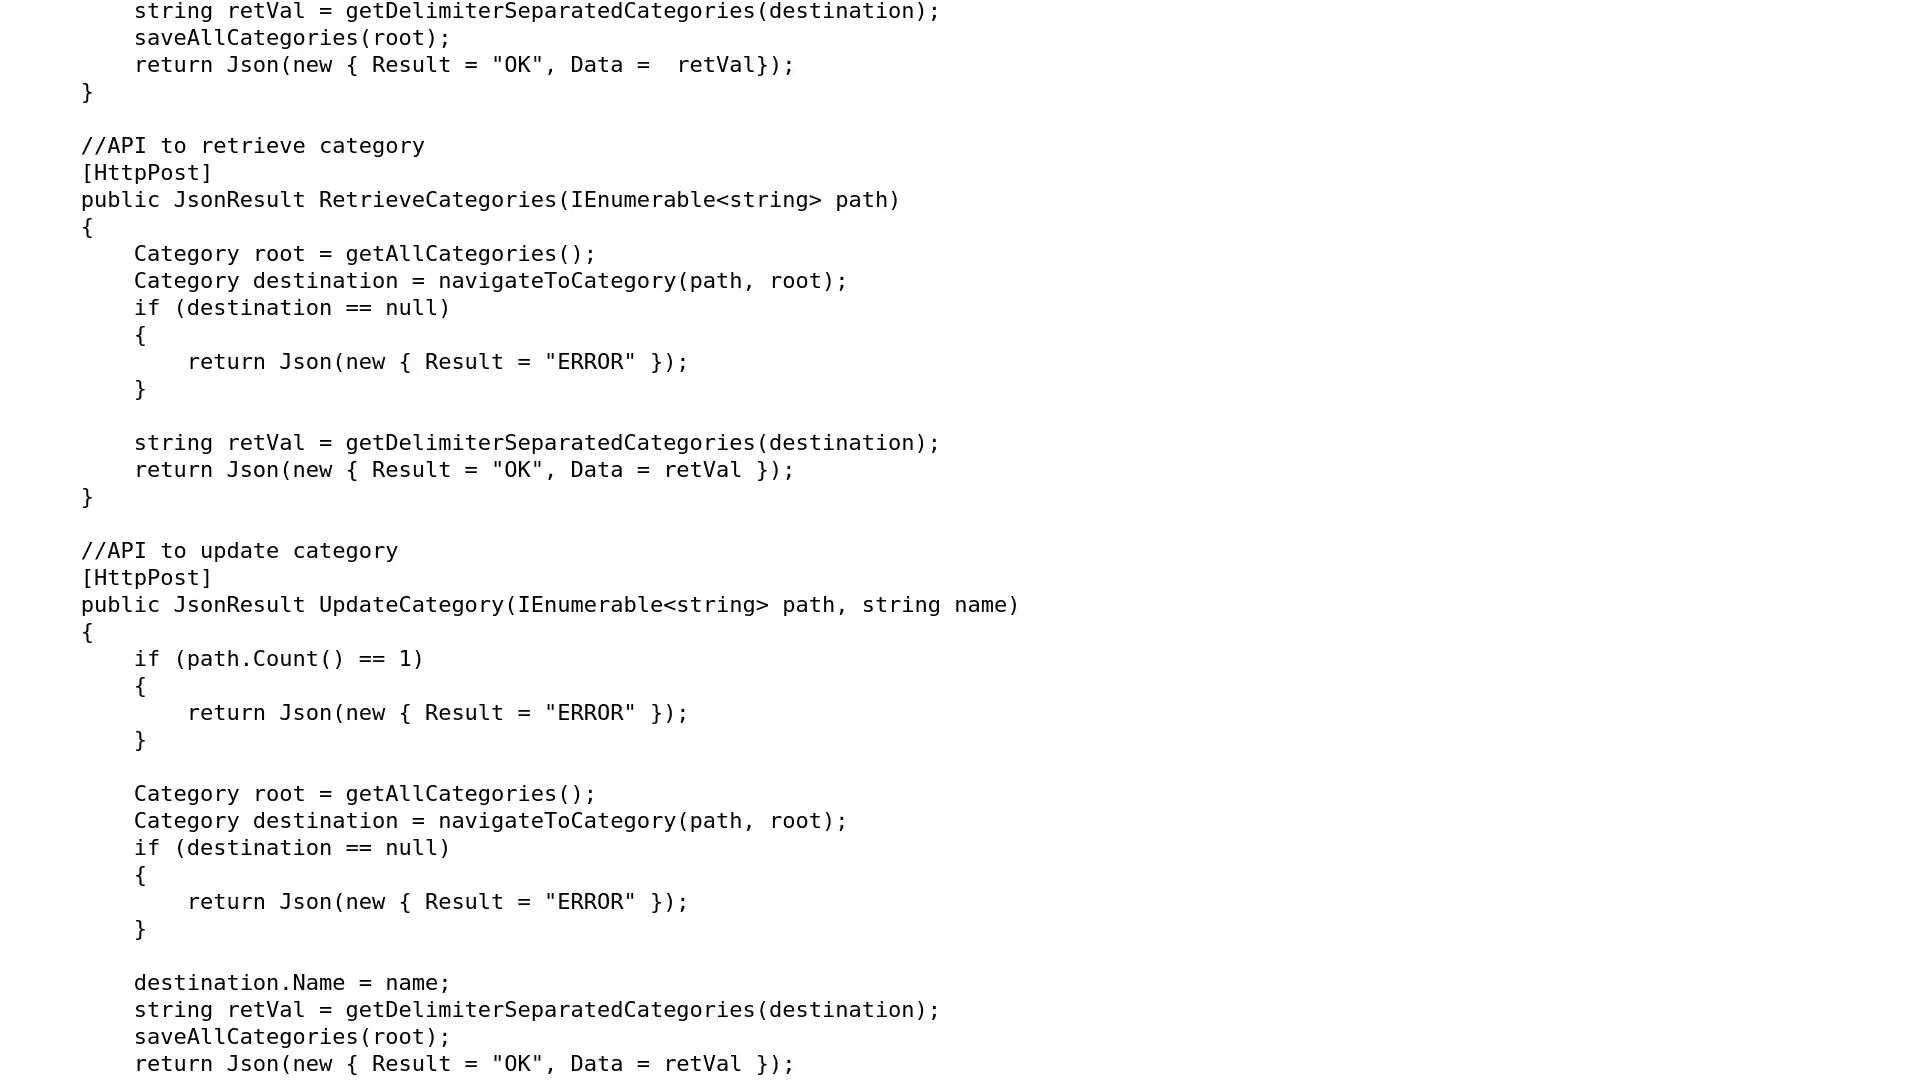 string retVal = getDelimiterSeparatedCategories(destination);
saveAllCategories(root);
return Json(new { Result = "OK", Data =  retVal});
}
//API to retrieve category
[HttpPost]
public JsonResult RetrieveCategories(IEnumerable<string> path)
{
Category root = getAllCategories();
Category destination = navigateToCategory(path, root);
if (destination == null)
{
return Json(new { Result = "ERROR" });
}
string retVal = getDelimiterSeparatedCategories(destination);
return Json(new { Result = "OK", Data = retVal });
}
//API to update category
[HttpPost]
public JsonResult UpdateCategory(IEnumerable<string> path, string name)
{
if (path.Count() == 1)
{
return Json(new { Result = "ERROR" });
}
Category root = getAllCategories();
Category destination = navigateToCategory(path, root);
if (destination == null)
{
return Json(new { Result = "ERROR" });
}
destination.Name = name;
string retVal = getDelimiterSeparatedCategories(destination);
saveAllCategories(root);
return Json(new { Result = "OK", Data = retVal });